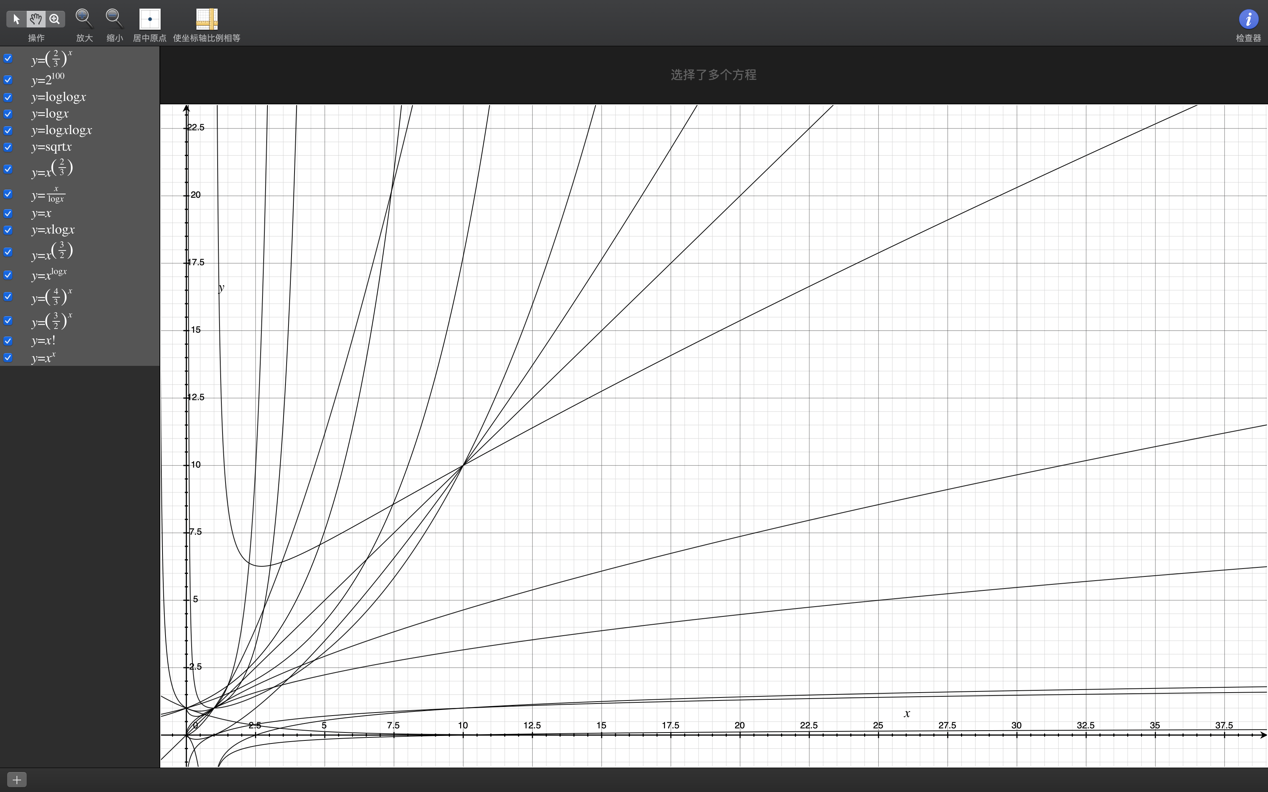 操作
放大
缩小
居中原点
使坐标轴比例相等
检查器
选择了多个方程
y=(2/3)^x
y=2^100
y=loglogx
y=logx
y=logxlogx
y=sqrtx
y=x^(2/3)
y=x/logx
y=x
y=xlogx
y=x^(3/2)
y=x^logx
y=(4/3)^x
y=(3/2)^x
y=x!
y=x^x
22.5
20
17.5
y
15
12.5
10
7.5
5
2.5
x
0 2.5 5 7.5 10 12.5 15 17.5 20 22.5 25 27.5 30 32.5 35 37.5